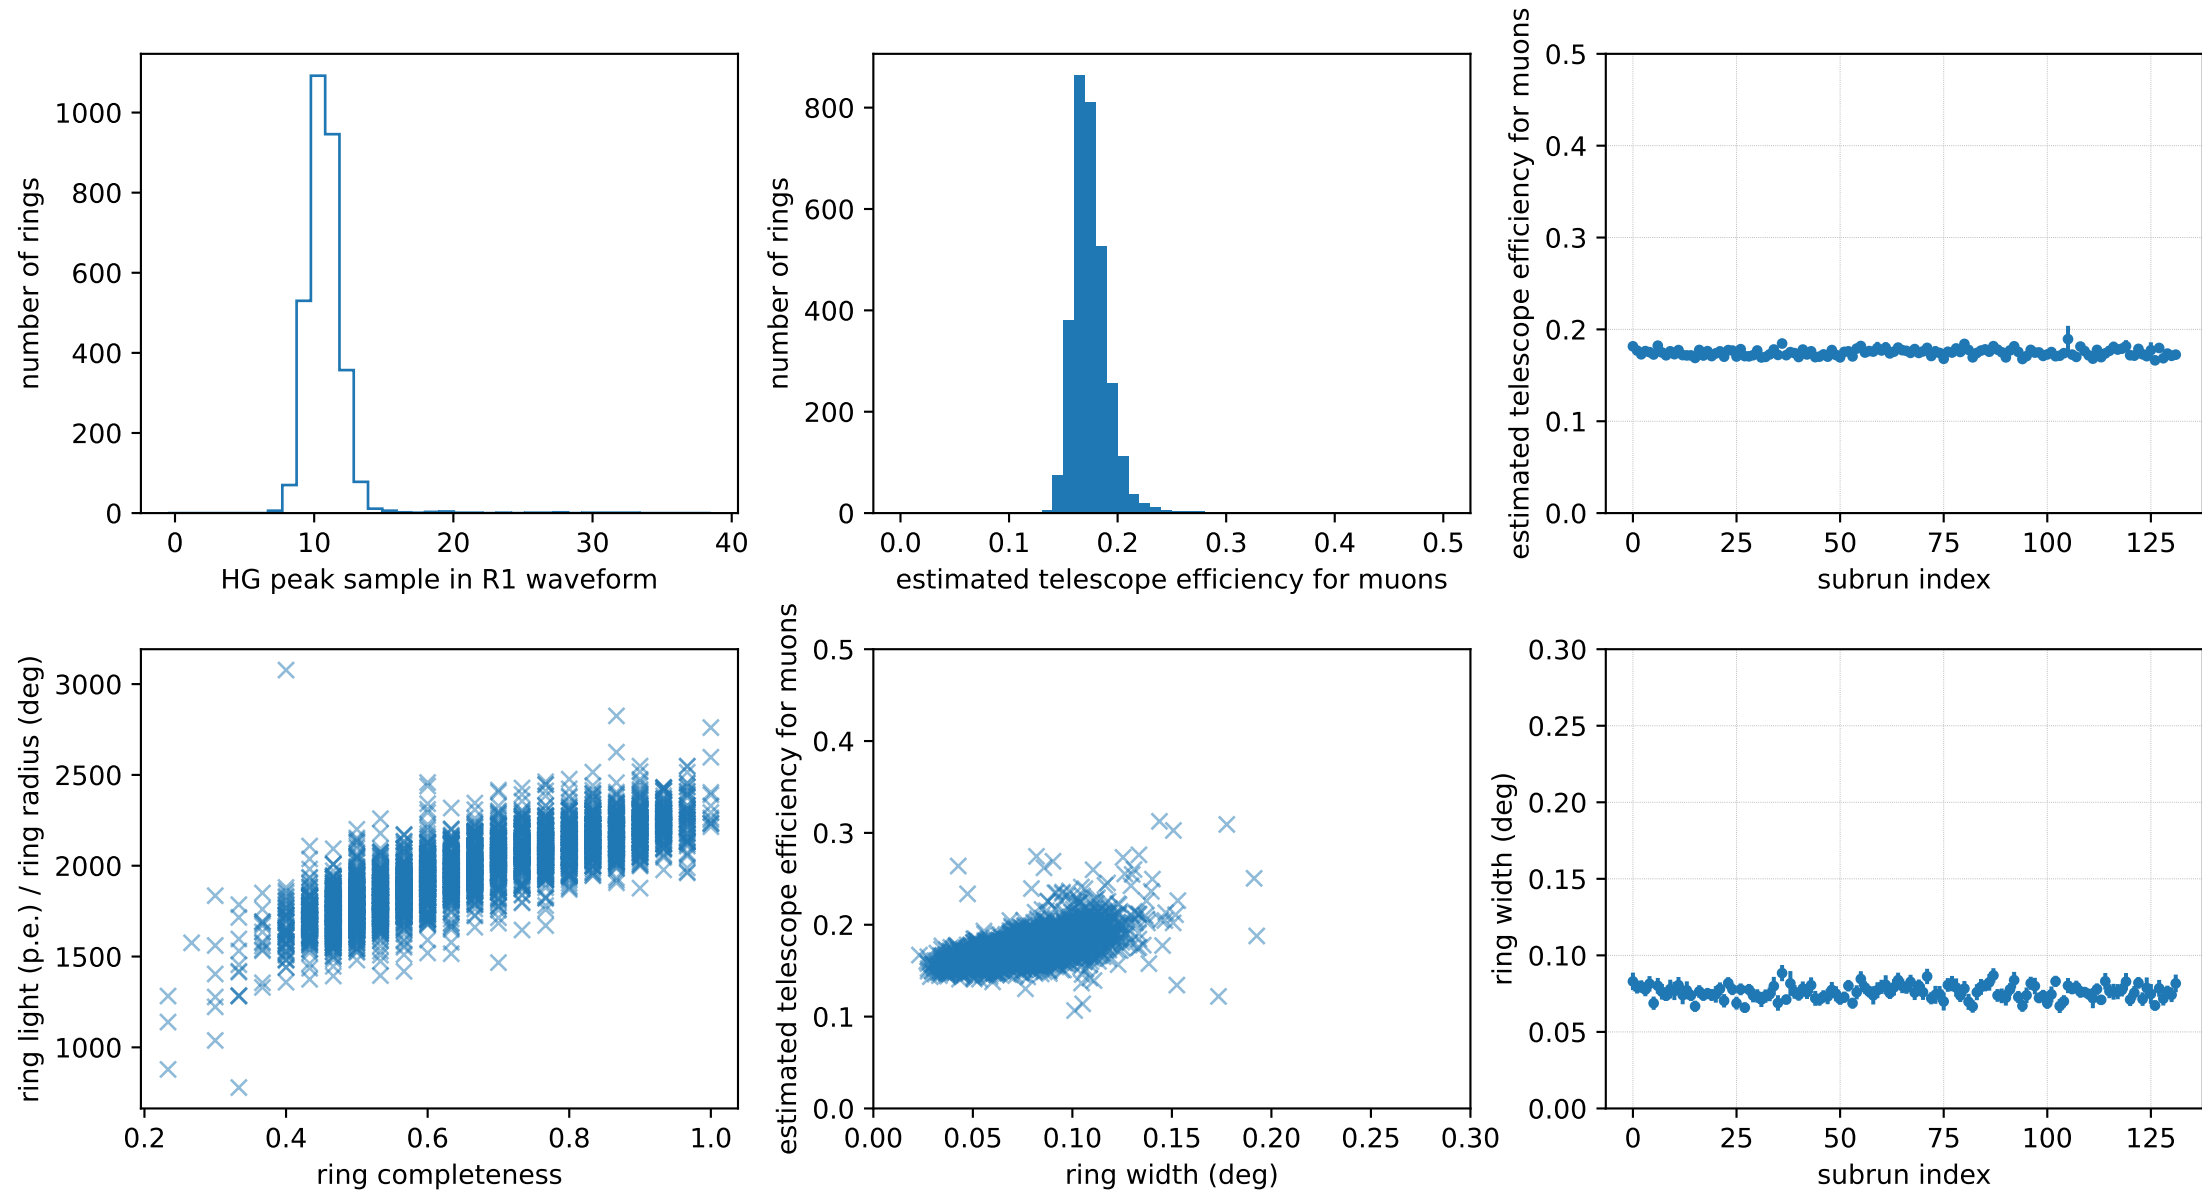 number of rings
1000
800
600
400
200
0
0 10 20 30 40
HG peak sample in R1 waveform
number of rings
800
600
400
200
0
0.0 0.1 0.2 0.3 0.4 0.5
estimated telescope efficiency for muons
estimated telescope efficiency for muons
0.5
0.4
0.3
0.2
0.1
0.0
0 25 50 75 100 125
subrun index
ring light (p.e.) / ring radius (deg)
3000
2500
2000
1500
1000
0.2 0.4 0.6 0.8 1.0
ring completeness
estimated telescope efficiency for muons
0.5
0.4
0.3
0.2
0.1
0.0
0.00 0.05 0.10 0.15 0.20 0.25 0.30
ring width (deg)
ring width (deg)
0.30
0.25
0.20
0.15
0.10
0.05
0.00
0 25 50 75 100 125
subrun index